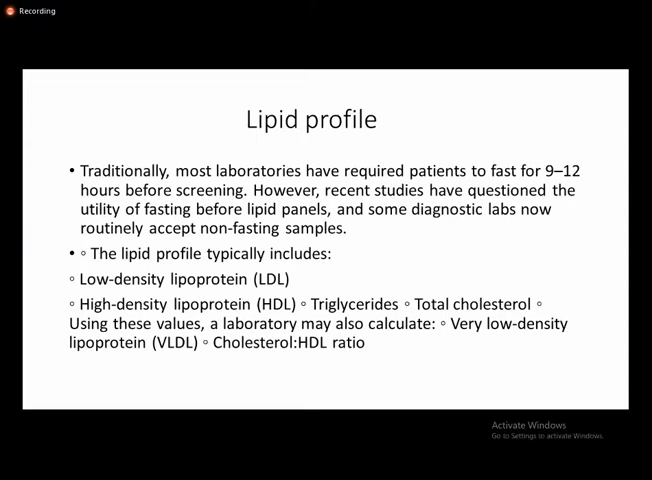 Recording
Lipid profile
• Traditionally, most laboratories have required patients to fast for 9–12
hours before screening. However, recent studies have questioned the
utility of fasting before lipid panels, and some diagnostic labs now
routinely accept non-fasting samples.
• ◦ The lipid profile typically includes:
◦ Low-density lipoprotein (LDL)
◦ High-density lipoprotein (HDL) ◦ Triglycerides ◦ Total cholesterol ◦
Using these values, a laboratory may also calculate: ◦ Very low-density
lipoprotein (VLDL) ◦ Cholesterol:HDL ratio
Activate Windows
Go to Settings to activate Windows.